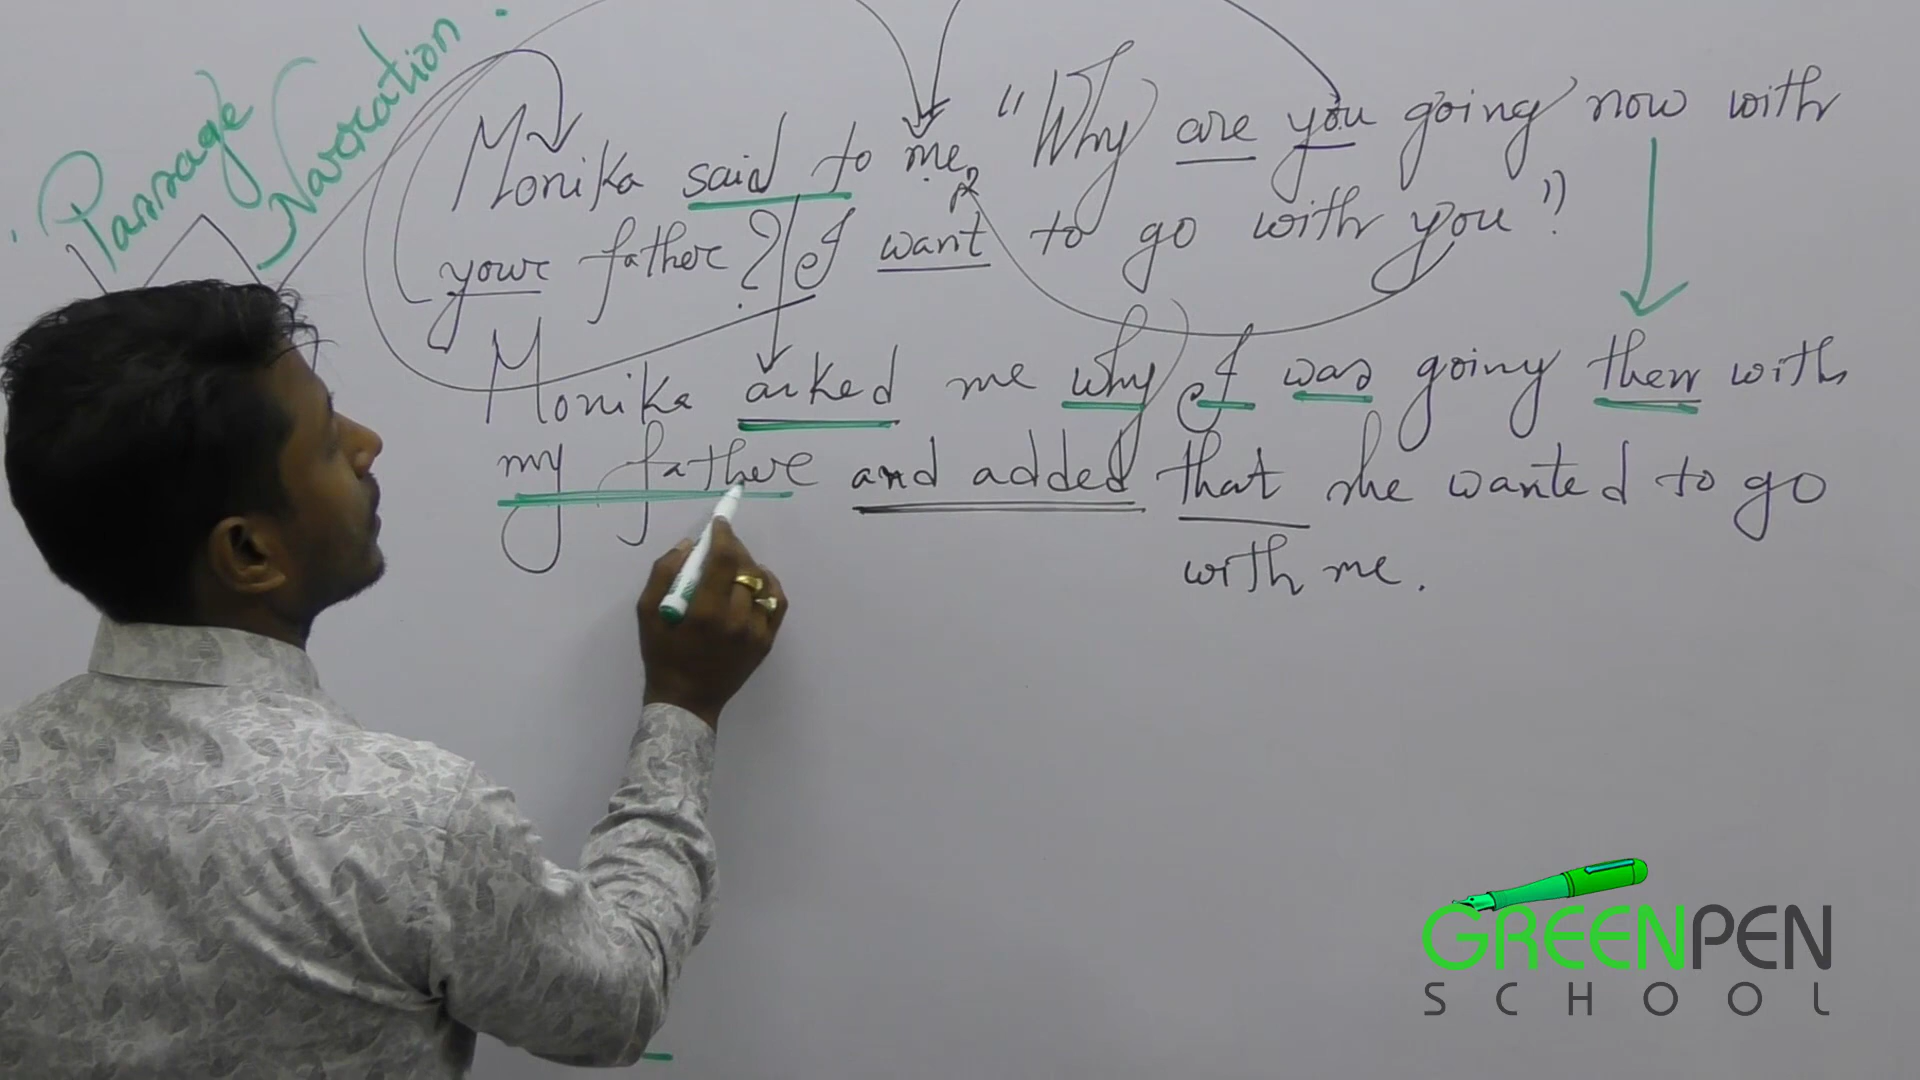 Passage
Narration
Monika said to me, "Why are you going now with
your father? I want to go with you"
Monika asked me why I was going then with
my father and added that she wanted to go
with me.
GREENPEN
SCHOOL